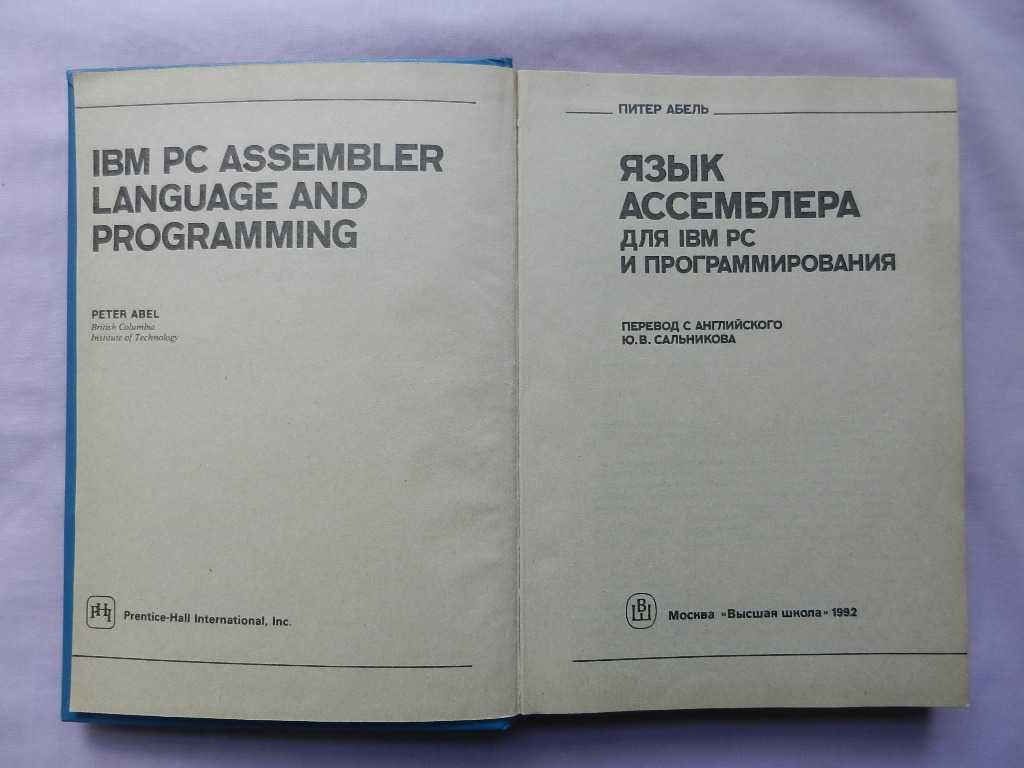 IBM PC ASSEMBLER
LANGUAGE AND
PROGRAMMING
PETER ABEL
British Columbia
Institute of Technology
PHI Prentice-Hall International, Inc.
ПИТЕР АБЕЛЬ
ЯЗЫК
АССЕМБЛЕРА
ДЛЯ IBM PC
И ПРОГРАММИРОВАНИЯ
ПЕРЕВОД С АНГЛИЙСКОГО
Ю.В. САЛЬНИКОВА
Москва «Высшая школа» 1992